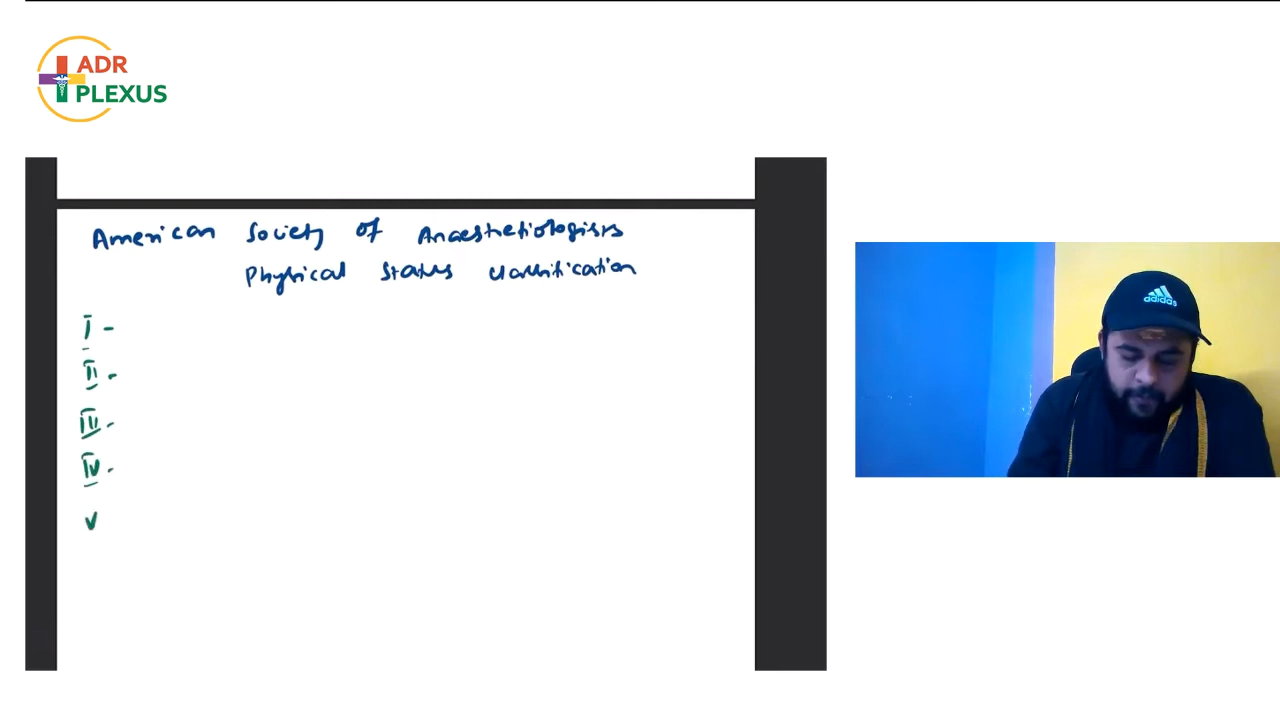 ADR
PLEXUS
American Society of Anaesthetiologists
Physical Status Classification
I -
II -
III -
IV -
V
adidas